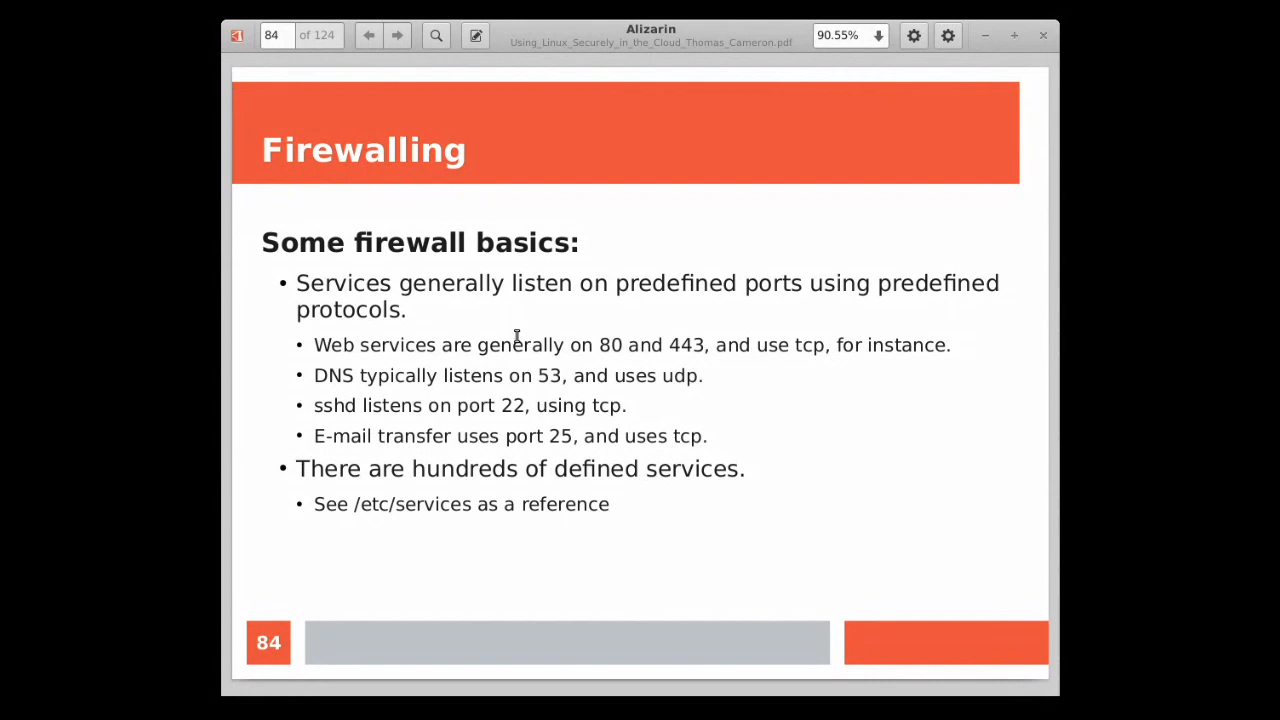 84 of 124
Alizarin
Using_Linux_Securely_in_the_Cloud_Thomas_Cameron.pdf
90.55%
Firewalling
Some firewall basics:
• Services generally listen on predefined ports using predefined
protocols.
• Web services are generally on 80 and 443, and use tcp, for instance.
• DNS typically listens on 53, and uses udp.
• sshd listens on port 22, using tcp.
• E-mail transfer uses port 25, and uses tcp.
• There are hundreds of defined services.
• See /etc/services as a reference
84